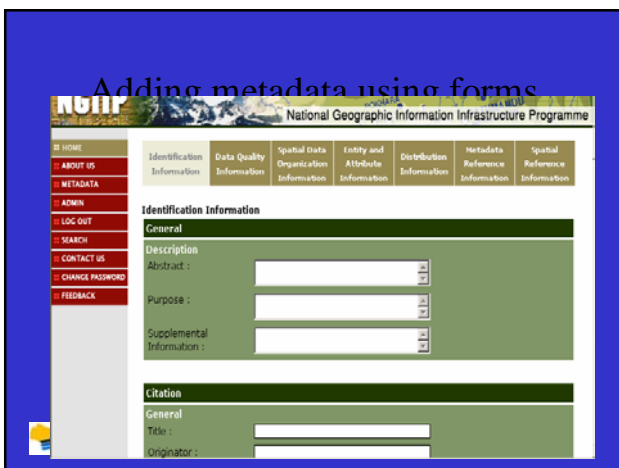 Adding metadata using forms
NGIIP
National Geographic Information Infrastructure Programme
HOME
ABOUT US
METADATA
ADMIN
LOG OUT
SEARCH
CONTACT US
CHANGE PASSWORD
FEEDBACK
Identification Information
Data Quality Information
Spatial Data Organization Information
Entity and Attribute Information
Distribution Information
Metadata Reference Information
Spatial Reference Information
Identification Information
General
Description
Abstract :
Purpose :
Supplemental
Information :
Citation
General
Title :
Originator :